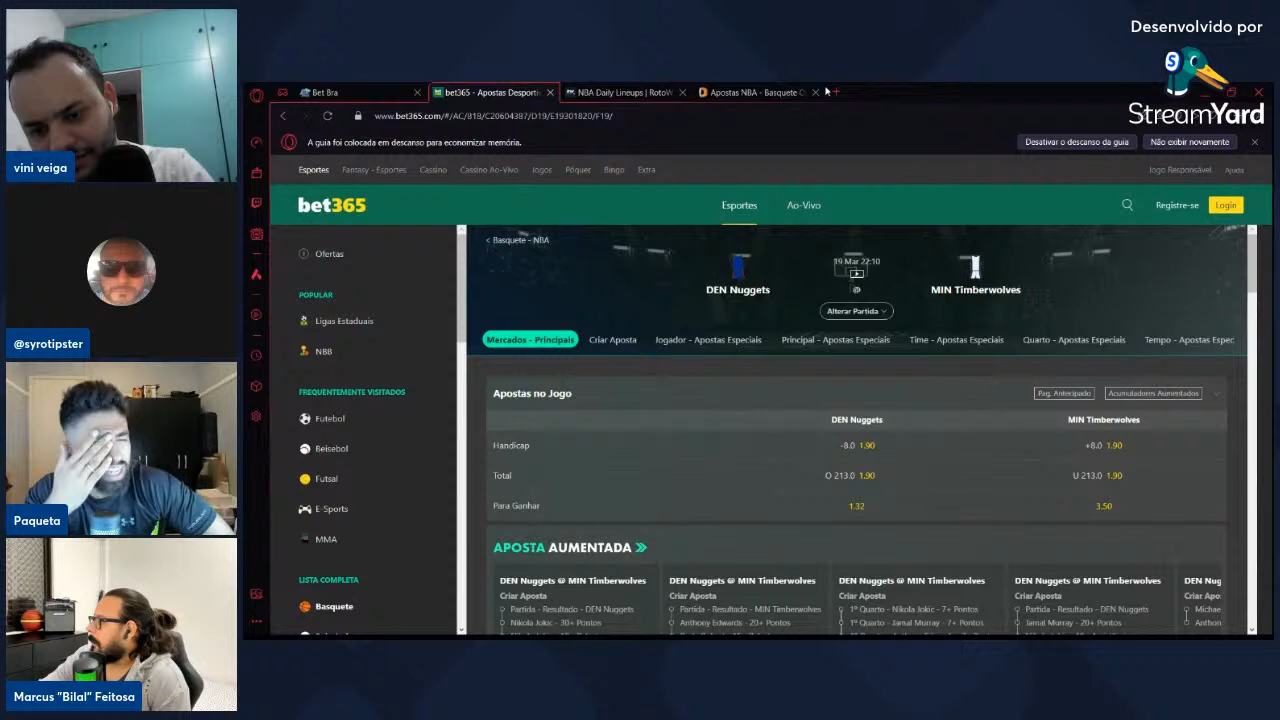 Desenvolvido por
StreamYard
vini veiga
@syrotipster
Paqueta
Marcus "Bilal" Feitosa
Bet Bra
bet365 - Apostas Desporti
NBA Daily Lineups | RotoW
Apostas NBA - Basquete
www.bet365.com/#/AC/B18/C20604387/D19/E19301820/F19/
A guia foi colocada em descanso para economizar memória.
Desativar o descanso da guia
Não exibir novamente
Esportes
Fantasy - Esportes
Cassino
Cassino Ao-Vivo
Jogos
Pôquer
Bingo
Extra
Jogo Responsável
Ajuda
bet365
Esportes
Ao-Vivo
Registre-se
Login
Ofertas
POPULAR
Ligas Estaduais
NBB
FREQUENTEMENTE VISITADOS
Futebol
Beisebol
Futsal
E-Sports
MMA
LISTA COMPLETA
Basquete
< Basquete - NBA
DEN Nuggets
19 Mar 22:10
@
MIN Timberwolves
Alterar Partida
Mercados - Principais
Criar Aposta
Jogador - Apostas Especiais
Principal - Apostas Especiais
Time - Apostas Especiais
Quarto - Apostas Especiais
Tempo - Apostas Espec
Apostas no Jogo
Pag. Antecipado
Acumuladores Aumentados
DEN Nuggets
MIN Timberwolves
Handicap
-8.0 1.90
+8.0 1.90
Total
O 213.0 1.90
U 213.0 1.90
Para Ganhar
1.32
3.50
APOSTA AUMENTADA
DEN Nuggets @ MIN Timberwolves
Criar Aposta
Partida - Resultado - DEN Nuggets
Nikola Jokic - 30+ Pontos
DEN Nuggets @ MIN Timberwolves
Criar Aposta
Partida - Resultado - MIN Timberwolves
Anthony Edwards - 20+ Pontos
DEN Nuggets @ MIN Timberwolves
Criar Aposta
1º Quarto - Nikola Jokic - 7+ Pontos
1º Quarto - Jamal Murray - 7+ Pontos
DEN Nuggets @ MIN Timberwolves
Criar Aposta
Partida - Resultado - DEN Nuggets
Jamal Murray - 20+ Pontos
DEN Nug
Criar Apos
Michae
Anthon